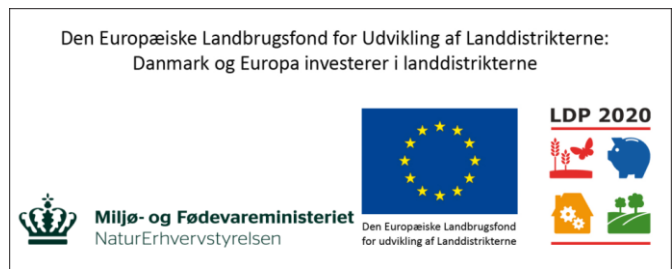 Den Europæiske Landbrugsfond for Udvikling af Landdistrikterne:
Danmark og Europa investerer i landdistrikterne
LDP 2020
Miljø- og Fødevareministeriet
NaturErhvervstyrelsen
Den Europæiske Landbrugsfond
for udvikling af Landdistrikterne